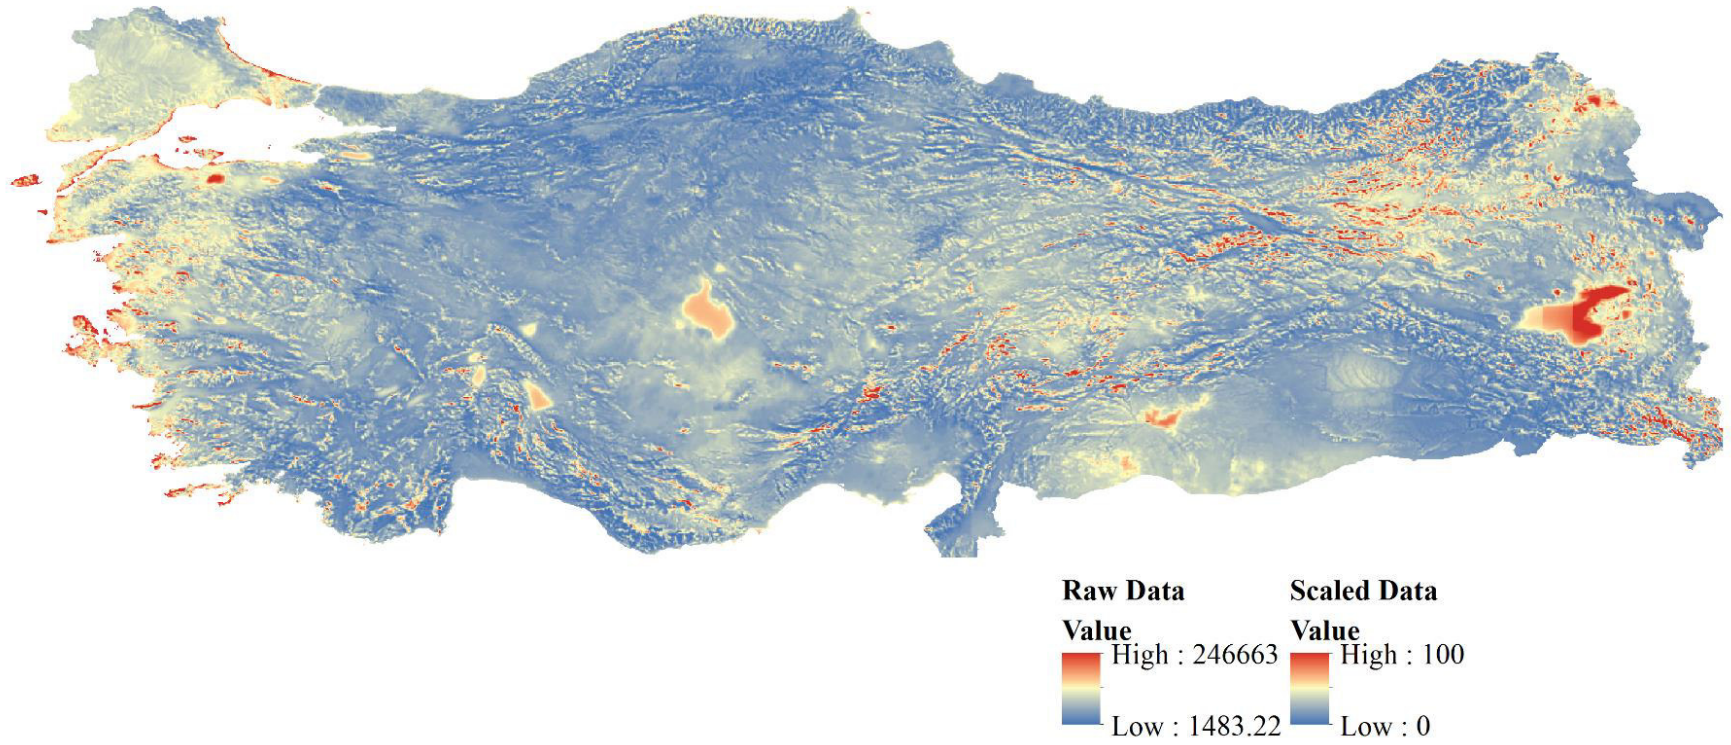 Raw Data
Value
High : 246663
Low : 1483.22
Scaled Data
Value
High : 100
Low : 0